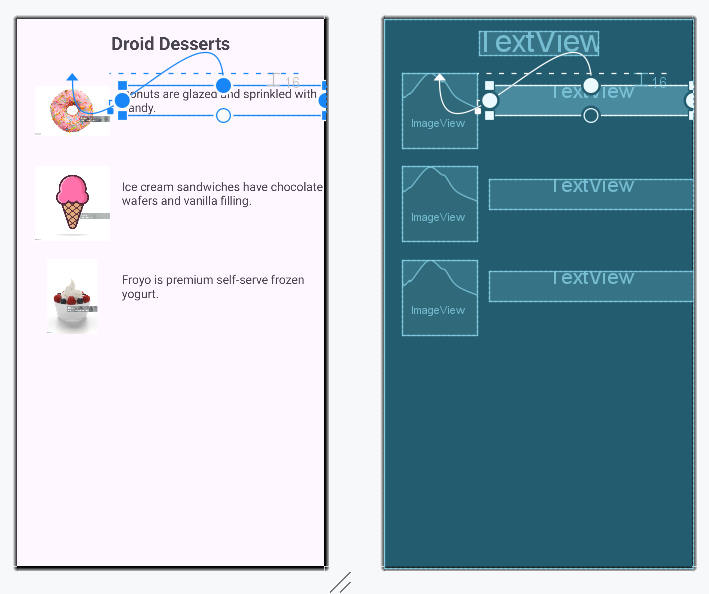 Droid Desserts
TextView
16
16
onuts are glazed and sprinkled with
andy.
TextView
ImageView
Ice cream sandwiches have chocolate
wafers and vanilla filling.
TextView
ImageView
Froyo is premium self-serve frozen
yogurt.
TextView
ImageView